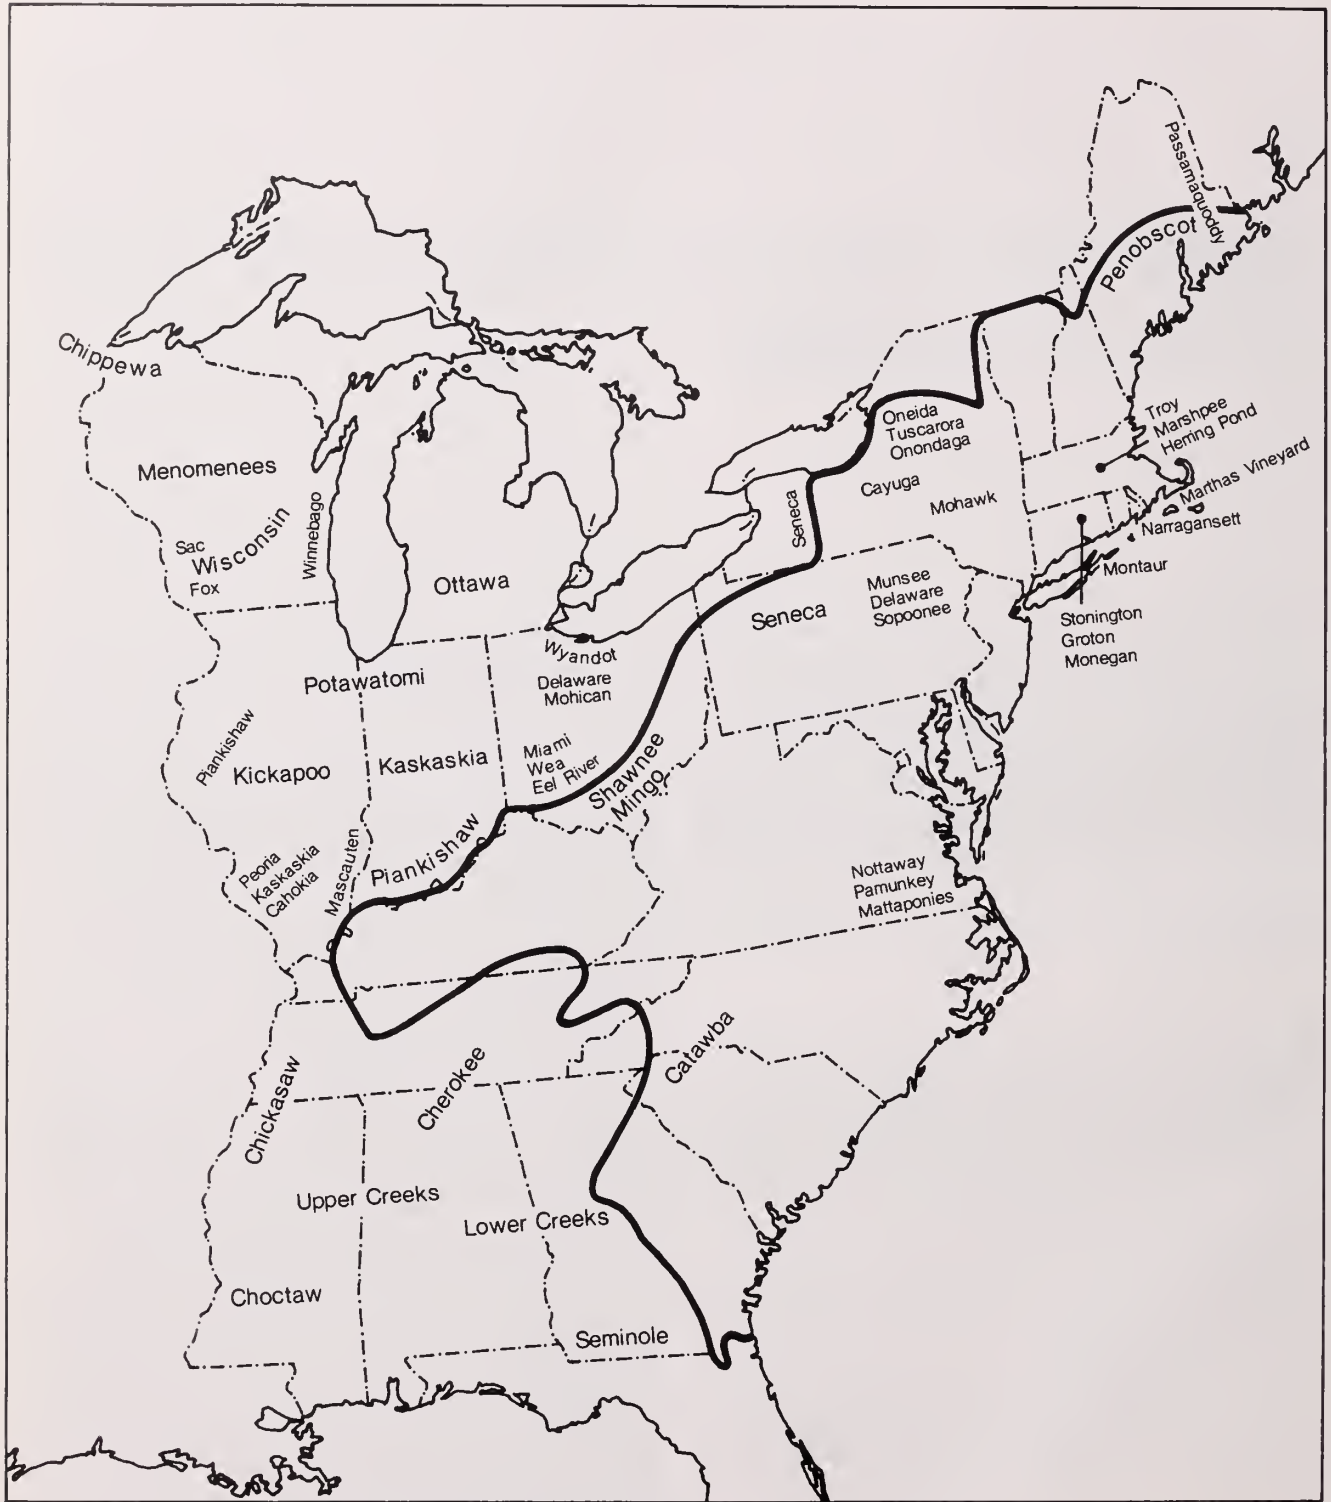 Passamaquoddy
Penobscot
Chippewa
Oneida
Tuscarora
Onondaga
Troy
Marshpee
Herring Pond
Menomenees
Cayuga
Marthas Vineyard
Mohawk
Seneca
Winnebago
Narragansett
Sac
Wisconsin
Fox
Ottawa
Montaur
Munsee
Delaware
Sopoonee
Seneca
Stonington
Groton
Monegan
Wyandot
Potawatomi
Delaware
Mohican
Piankishaw
Kickapoo
Kaskaskia
Miami
Wea
Eel River
Shawnee
Mingo
Piankishaw
Mascauten
Peoria
Kaskaskia
Cahokia
Nottaway
Pamunkey
Mattaponies
Catawba
Cherokee
Chickasaw
Upper Creeks
Lower Creeks
Choctaw
Seminole